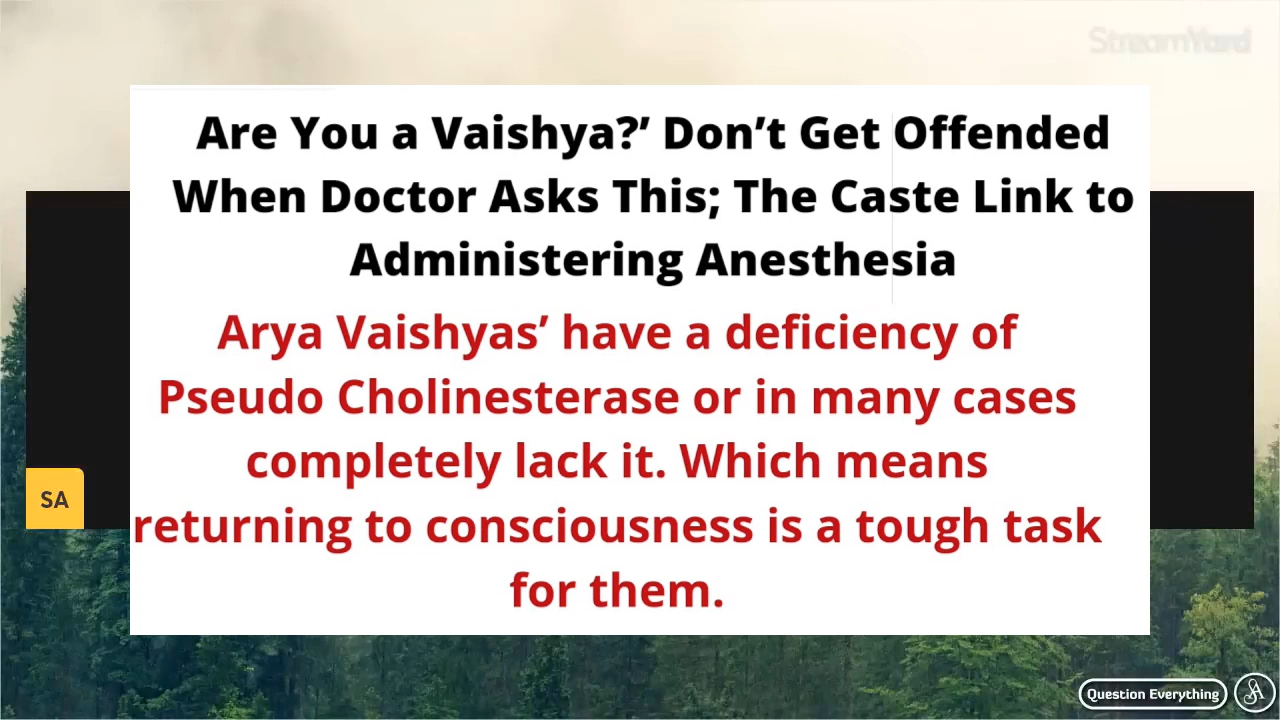 StreamYard
Are You a Vaishya?’ Don’t Get Offended
When Doctor Asks This; The Caste Link to
Administering Anesthesia
Arya Vaishyas’ have a deficiency of
Pseudo Cholinesterase or in many cases
completely lack it. Which means
returning to consciousness is a tough task
for them.
SA
Question Everything